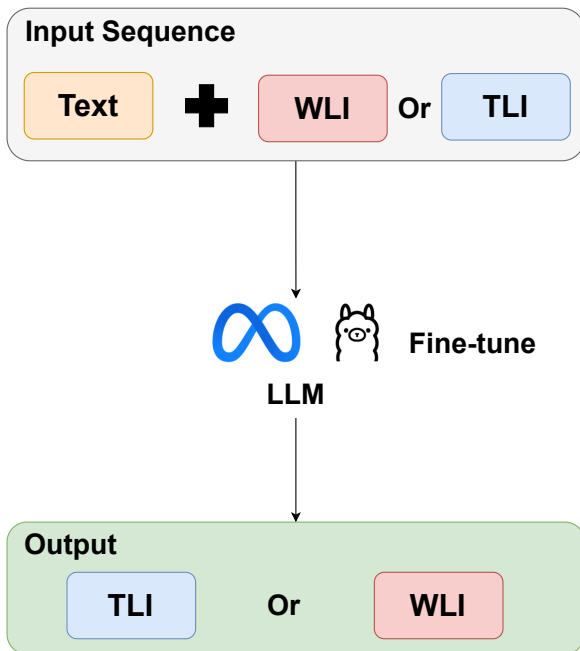 Input Sequence
Text WLI Or TLI
Fine-tune
LLM
Output
TLI Or WLI